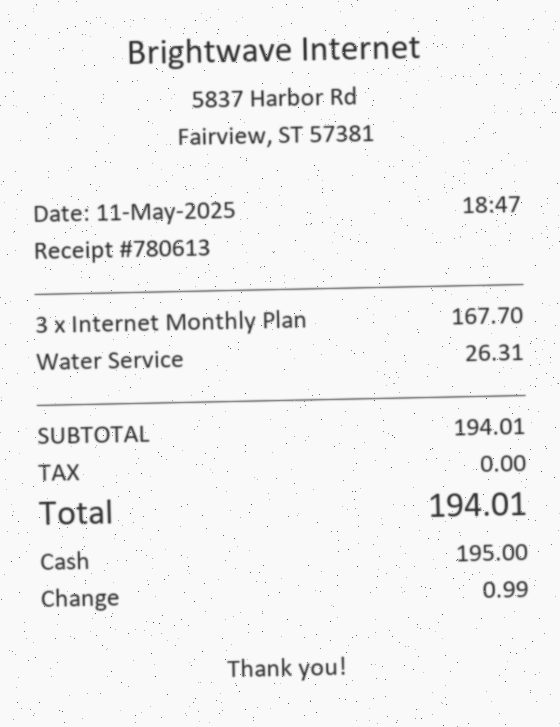 Brightwave Internet
5837 Harbor Rd
Fairview, ST 57381
Date: 11-May-2025 18:47
Receipt #780613
3 x Internet Monthly Plan 167.70
Water Service 26.31
SUBTOTAL 194.01
TAX 0.00
Total 194.01
Cash 195.00
Change 0.99
Thank you!